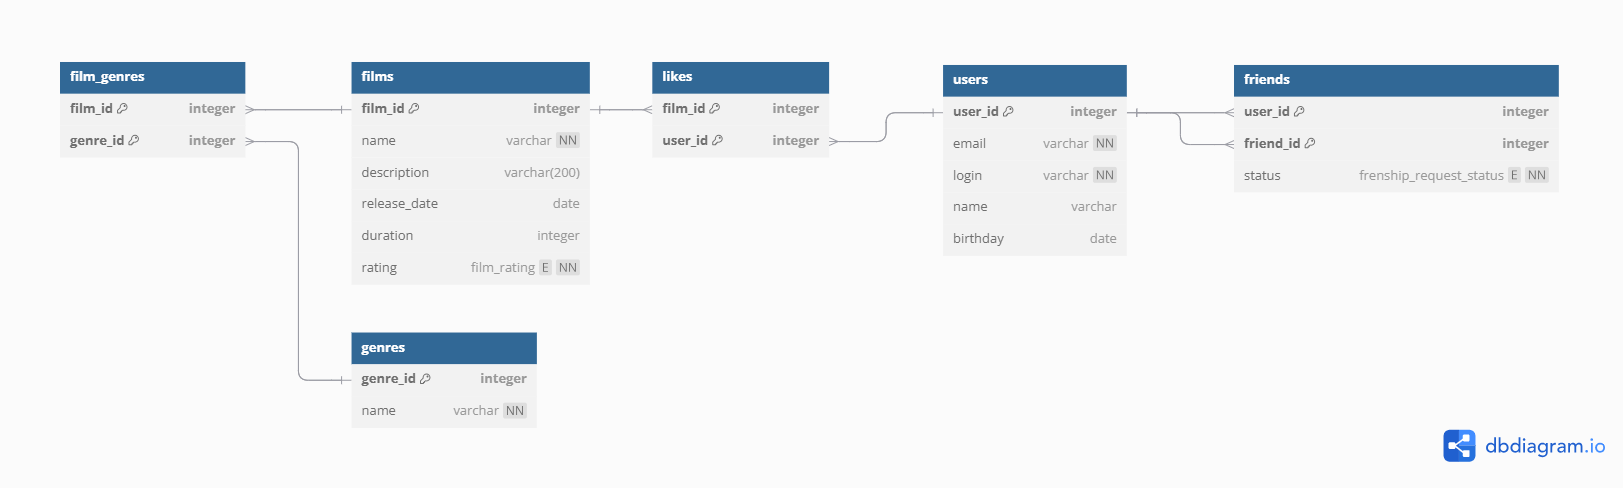 film_genres
film_id integer
genre_id integer
films
film_id integer
name varchar NN
description varchar(200)
release_date date
duration integer
rating film_rating E NN
genres
genre_id integer
name varchar NN
likes
film_id integer
user_id integer
users
user_id integer
email varchar NN
login varchar NN
name varchar
birthday date
friends
user_id integer
friend_id integer
status frenship_request_status E NN
dbdiagram.io